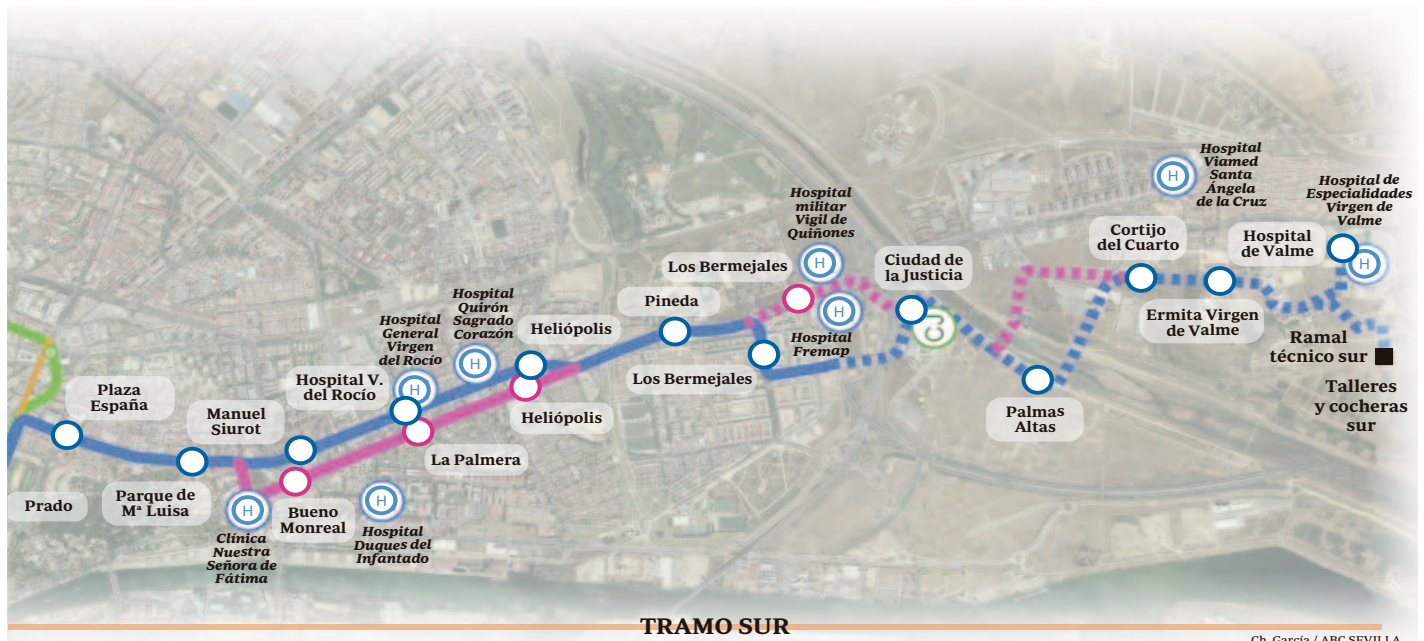 Hospital
Viamed
Santa
Ángela
de la Cruz
Hospital de
Especialidades
Virgen de
Valme
Hospital
militar
Vigil de
Quiñones
Cortijo
del Cuarto
Hospital
de Valme
Los Bermejales
Ciudad de
la Justicia
Pineda
Hospital
Quirón
Sagrado
Corazón
Heliópolis
Hospital
General
Virgen
del Rocío
Hospital
Fremap
Ermita Virgen
de Valme
Ramal
técnico sur
Talleres
y cocheras
sur
Los Bermejales
Hospital V.
del Rocío
Plaza
España
Manuel
Siurot
Heliópolis
Palmas
Altas
La Palmera
Prado
Parque de
Mª Luisa
Bueno
Monreal
Clínica
Nuestra
Señora de
Fátima
Hospital
Duques del
Infantado
H
H
H
H
H
H
H
H
TRAMO SUR
Ch. García / ABC SEVILLA